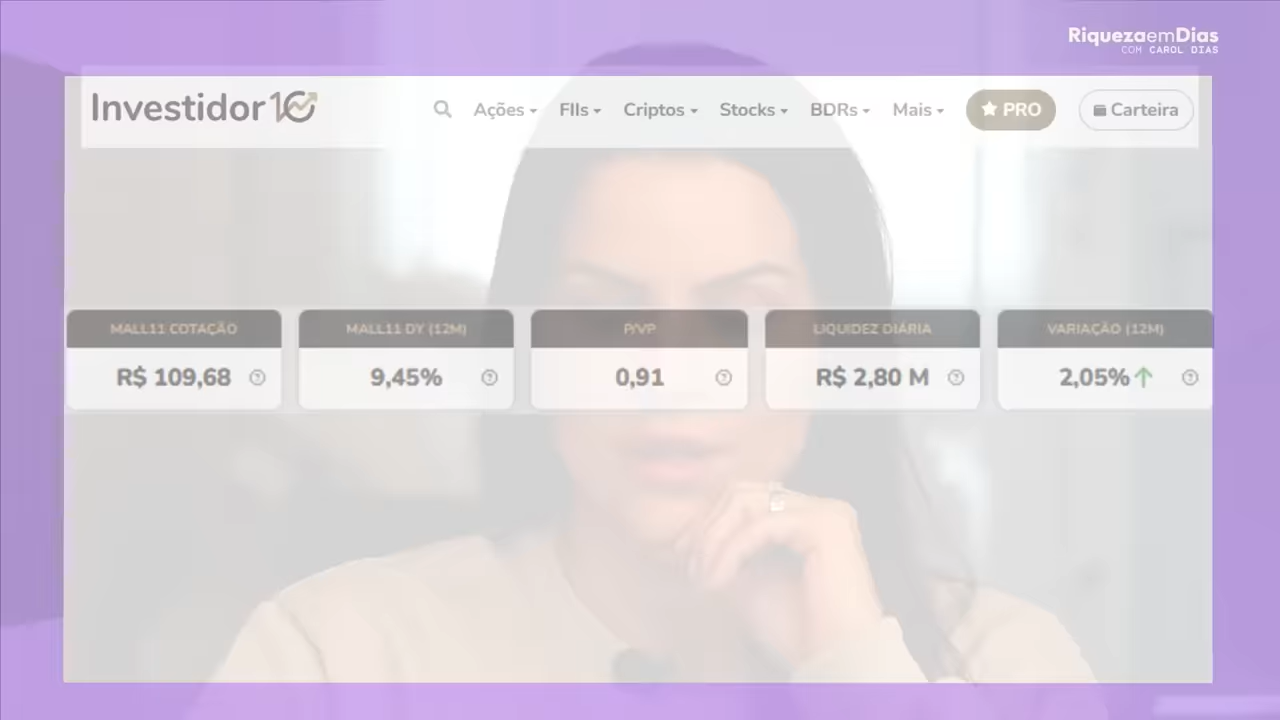 RiquezaemDias
COM CAROL DIAS
Investidor10
Ações
FIIs
Criptos
Stocks
BDRs
Mais
PRO
Carteira
MALL11 COTAÇÃO
MALL11 DY (12M)
P/VP
LIQUIDEZ DIÁRIA
VARIAÇÃO (12M)
R$ 109,68
9,45%
0,91
R$ 2,80 M
2,05%